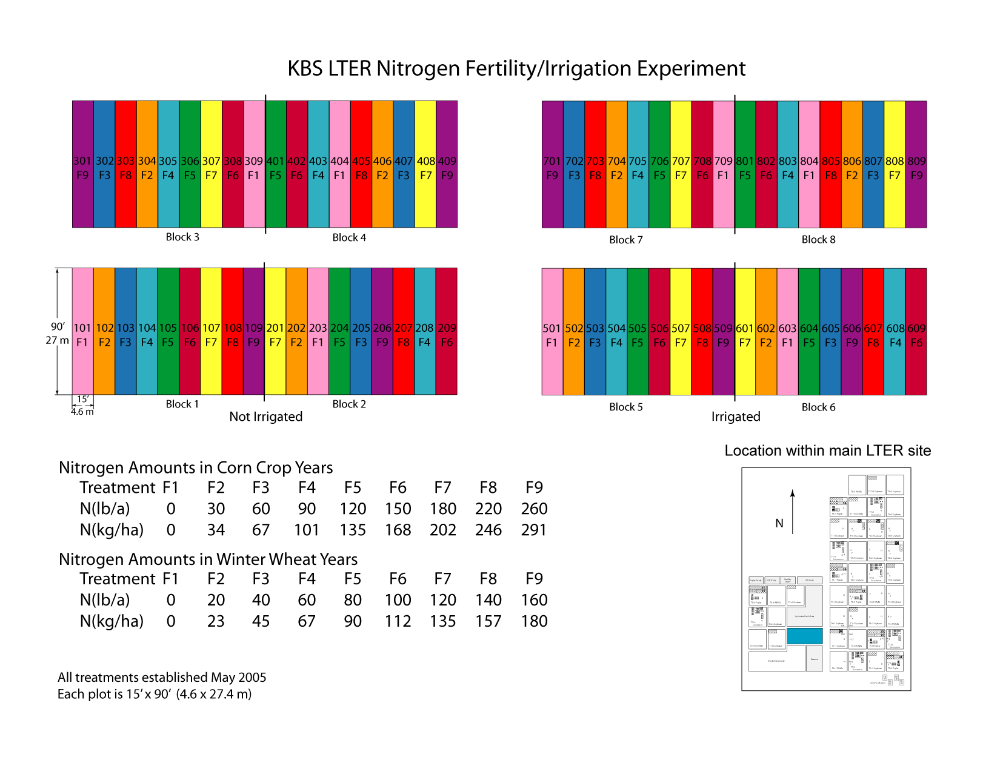 KBS LTER Nitrogen Fertility/Irrigation Experiment
301 302 303 304 305 306 307 308 309 401 402 403 404 405 406 407 408 409
F9 F3 F8 F2 F4 F5 F7 F6 F1 F5 F6 F4 F1 F8 F2 F3 F7 F9
Block 3 Block 4
701 702 703 704 705 706 707 708 709 801 802 803 804 805 806 807 808 809
F9 F3 F8 F2 F4 F5 F7 F6 F1 F5 F6 F4 F1 F8 F2 F3 F7 F9
Block 7 Block 8
90’
27 m
101 102 103 104 105 106 107 108 109 201 202 203 204 205 206 207 208 209
F1 F2 F3 F4 F5 F6 F7 F8 F9 F7 F2 F1 F5 F3 F9 F8 F4 F6
15’
4.6 m
Block 1 Block 2
Not Irrigated
501 502 503 504 505 506 507 508 509 601 602 603 604 605 606 607 608 609
F1 F2 F3 F4 F5 F6 F7 F8 F9 F7 F2 F1 F5 F3 F9 F8 F4 F6
Block 5 Block 6
Irrigated
Nitrogen Amounts in Corn Crop Years
Treatment F1 F2 F3 F4 F5 F6 F7 F8 F9
N(lb/a) 0 30 60 90 120 150 180 220 260
N(kg/ha) 0 34 67 101 135 168 202 246 291
Nitrogen Amounts in Winter Wheat Years
Treatment F1 F2 F3 F4 F5 F6 F7 F8 F9
N(lb/a) 0 20 40 60 80 100 120 140 160
N(kg/ha) 0 23 45 67 90 112 135 157 180
All treatments established May 2005
Each plot is 15’ x 90’ (4.6 x 27.4 m)
Location within main LTER site
N
Biodiversity Study